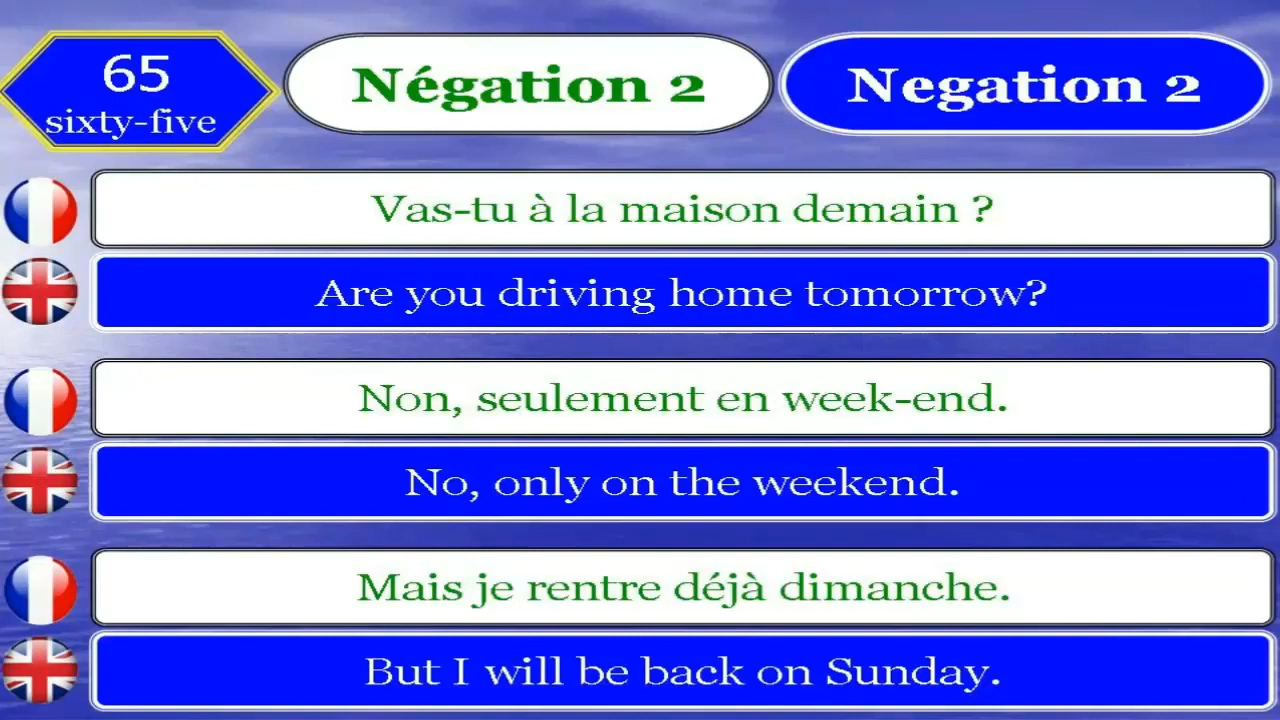 65
sixty-five
Négation 2
Negation 2
Vas-tu à la maison demain ?
Are you driving home tomorrow?
Non, seulement en week-end.
No, only on the weekend.
Mais je rentre déjà dimanche.
But I will be back on Sunday.